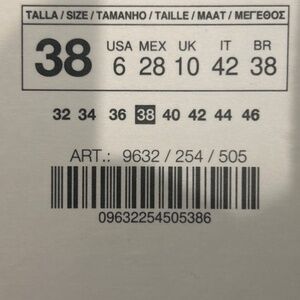 TALLA / SIZE / TAMANHO / TAILLE / MAAT / ΜΕΓΕΘΟΣ
38 USA MEX UK IT BR
6 28 10 42 38
32 34 36 38 40 42 44 46
ART.: 9632 / 254 / 505
09632254505386